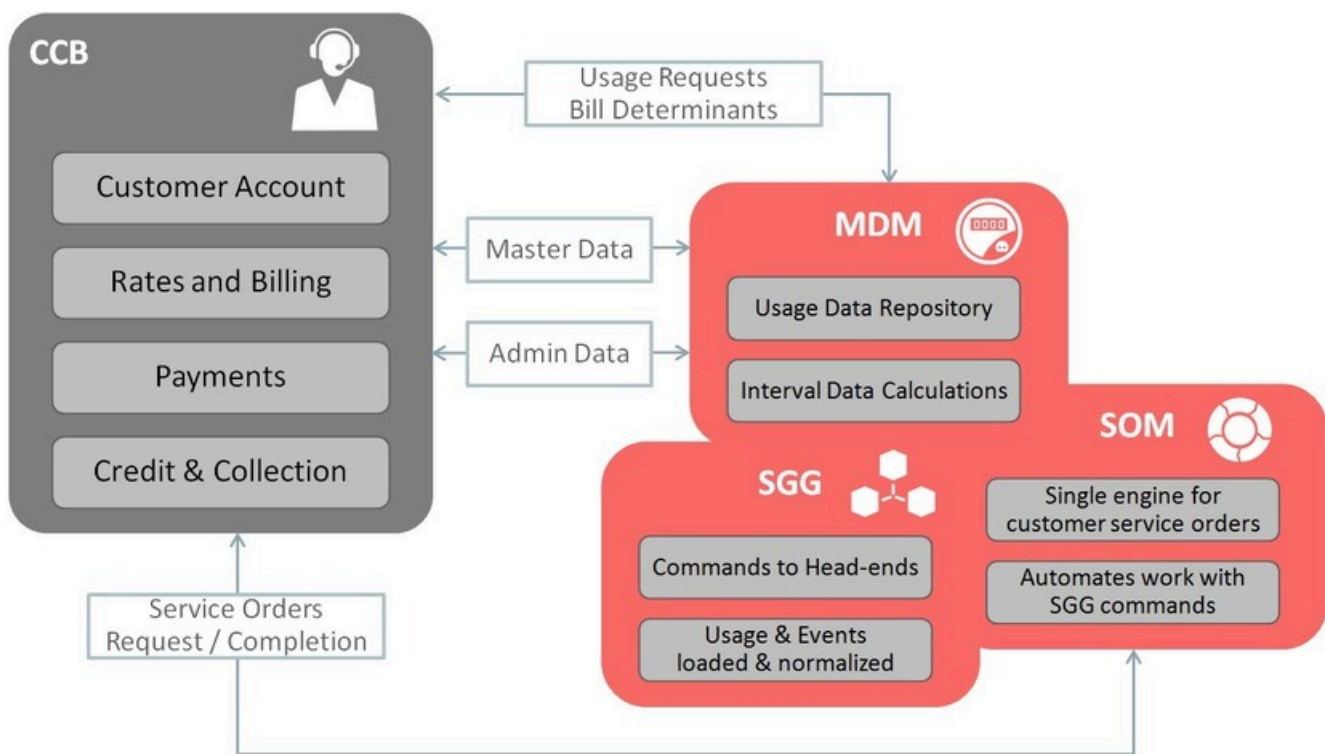 CCB
Customer Account
Rates and Billing
Payments
Credit & Collection
Usage Requests
Bill Determinants
Master Data
Admin Data
Service Orders
Request / Completion
MDM
0000
Usage Data Repository
Interval Data Calculations
SGG
Commands to Head-ends
Usage & Events
loaded & normalized
SOM
Single engine for
customer service orders
Automates work with
SGG commands